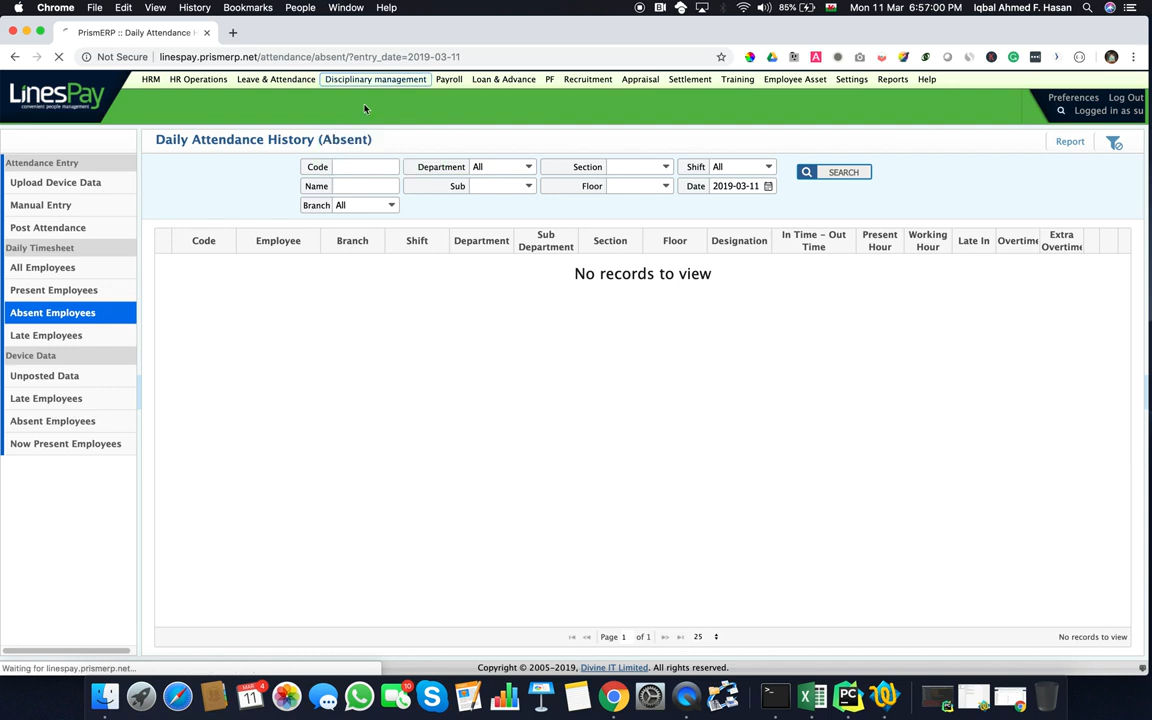 Chrome File Edit View History Bookmarks People Window Help 85% Mon 11 Mar 6:57:00 PM Iqbal Ahmed F. Hasan
PrismERP :: Daily Attendance H
Not Secure linespay.prismerp.net/attendance/absent/?entry_date=2019-03-11
HRM HR Operations Leave & Attendance Disciplinary management Payroll Loan & Advance PF Recruitment Appraisal Settlement Training Employee Asset Settings Reports Help
LinesPay
convenient people management
Preferences Log Out
Logged in as su
Daily Attendance History (Absent) Report
Attendance Entry
Upload Device Data
Manual Entry
Post Attendance
Daily Timesheet
All Employees
Present Employees
Absent Employees
Late Employees
Device Data
Unposted Data
Late Employees
Absent Employees
Now Present Employees
Code Department All Section Shift All SEARCH
Name Sub Floor Date 2019-03-11
Branch All
Code Employee Branch Shift Department Sub Department Section Floor Designation In Time - Out Time Present Hour Working Hour Late In Overtime Extra Overtime
No records to view
Page 1 of 1 25 No records to view
Waiting for linespay.prismerp.net...
Copyright © 2005-2019, Divine IT Limited. All rights reserved.
MAR 11 4 10
PC